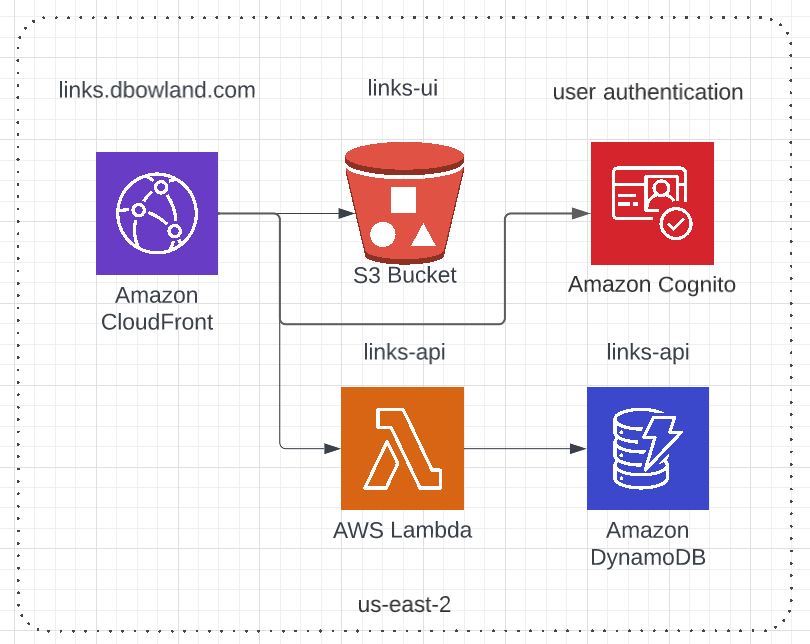 links.dbowland.com
links-ui
user authentication
Amazon
CloudFront
S3 Bucket
Amazon Cognito
links-api
links-api
AWS Lambda
Amazon
DynamoDB
us-east-2